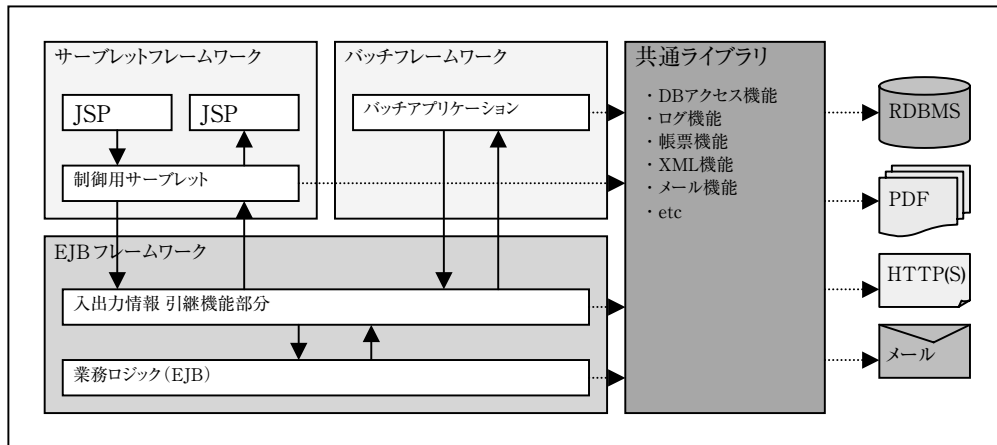 サーブレットフレームワーク
JSP
JSP
制御用サーブレット
バッチフレームワーク
バッチアプリケーション
EJBフレームワーク
入出力情報 引継機能部分
業務ロジック(EJB)
共通ライブラリ
・DBアクセス機能
・ログ機能
・帳票機能
・XML機能
・メール機能
・etc
RDBMS
PDF
HTTP(S)
メール